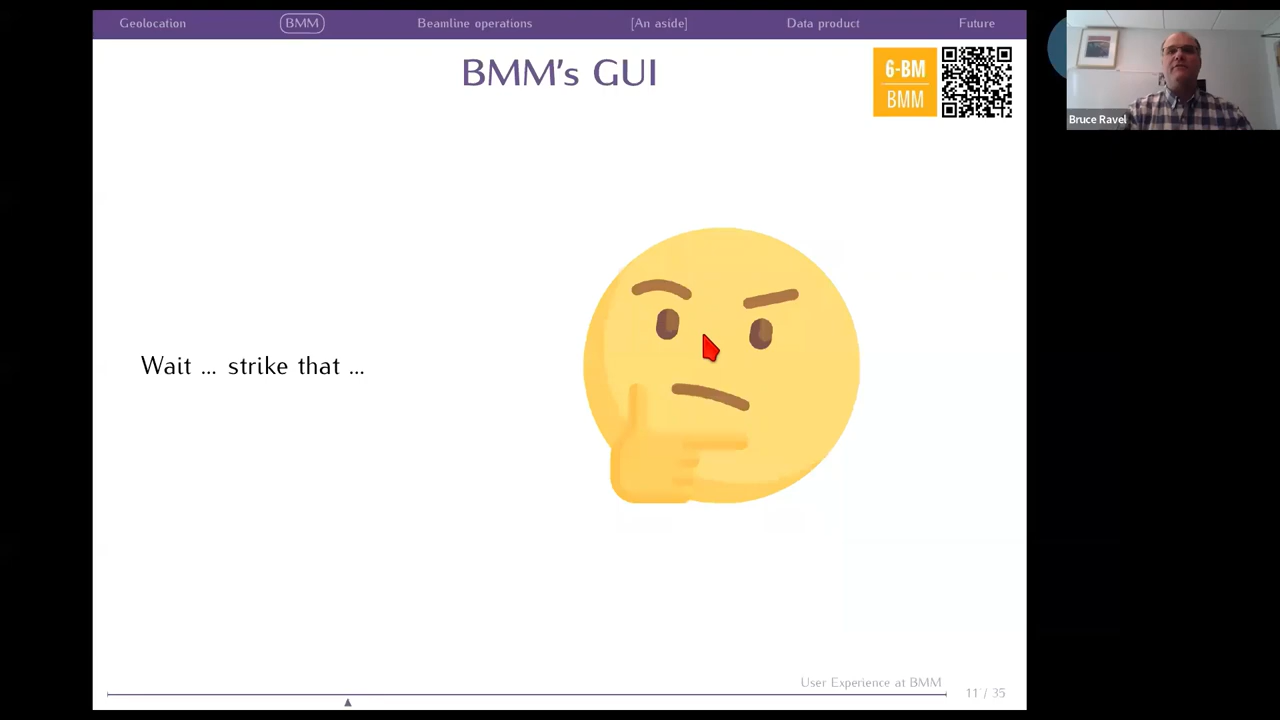 Geolocation BMM Beamline operations [An aside] Data product Future
BMM's GUI
6-BM
BMM
Bruce Ravel
Wait ... strike that ...
User Experience at BMM
11 / 35